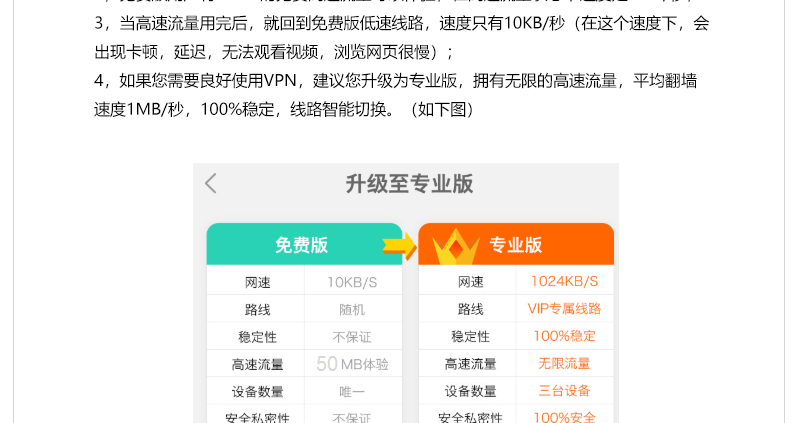 3，当高速流量用完后，就回到免费版低速线路，速度只有10KB/秒（在这个速度下，会
出现卡顿，延迟，无法观看视频，浏览网页很慢）；
4，如果您需要良好使用VPN，建议您升级为专业版，拥有无限的高速流量，平均翻墙
速度1MB/秒，100%稳定，线路智能切换。（如下图）
升级至专业版
免费版 专业版
网速 10KB/S 网速 1024KB/S
路线 随机 路线 VIP专属线路
稳定性 不保证 稳定性 100%稳定
高速流量 50 MB体验 高速流量 无限流量
设备数量 唯一 设备数量 三台设备
安全私密性 不保证 安全私密性 100%安全